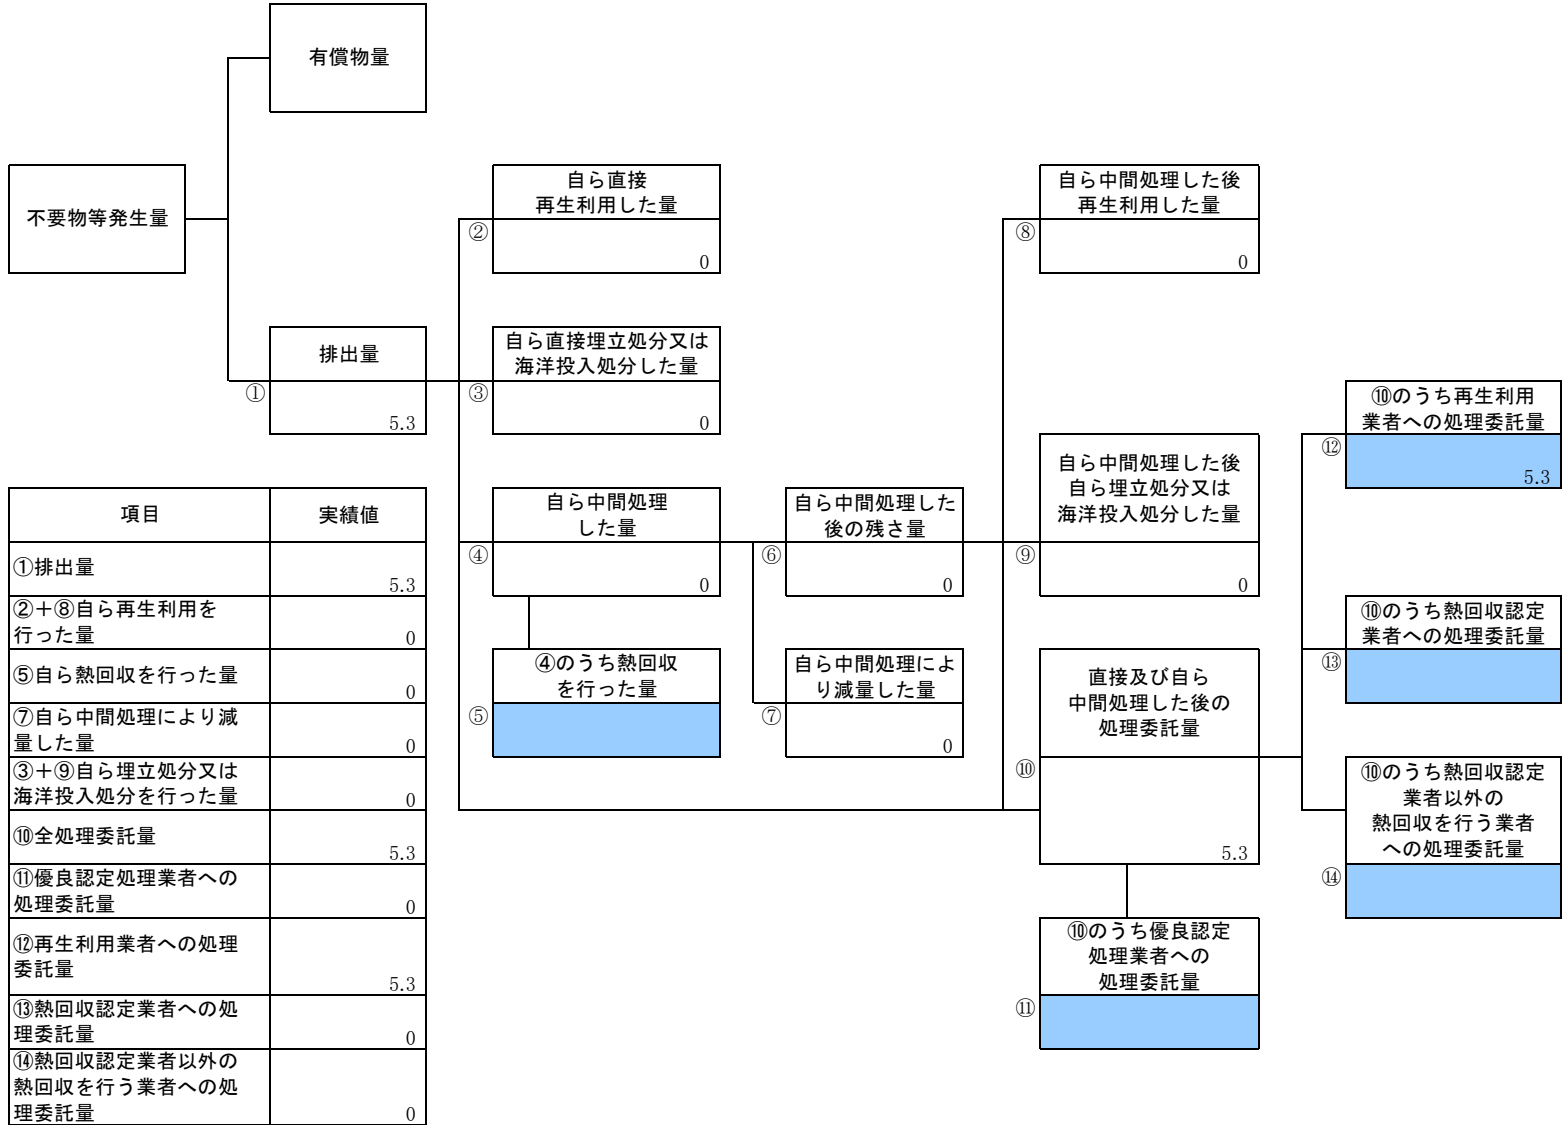 有償物量
不要物等発生量
自ら直接
再生利用した量
②
0
自ら中間処理した後
再生利用した量
⑧
0
排出量
①
5.3
自ら直接埋立処分又は
海洋投入処分した量
③
0
⑩のうち再生利用
業者への処理委託量
⑫
5.3
自ら中間処理
した量
④
0
自ら中間処理した
後の残さ量
⑥
0
自ら中間処理した後
自ら埋立処分又は
海洋投入処分した量
⑨
0
⑩のうち熱回収認定
業者への処理委託量
⑬
④のうち熱回収
を行った量
⑤
自ら中間処理によ
り減量した量
⑦
0
直接及び自ら
中間処理した後の
処理委託量
⑩
5.3
⑩のうち熱回収認定
業者以外の
熱回収を行う業者
への処理委託量
⑭
⑩のうち優良認定
処理業者への
処理委託量
⑪
項目 実績値
①排出量
5.3
②＋⑧自ら再生利用を
行った量 0
⑤自ら熱回収を行った量
0
⑦自ら中間処理により減
量した量 0
③＋⑨自ら埋立処分又は
海洋投入処分を行った量 0
⑩全処理委託量
5.3
⑪優良認定処理業者への
処理委託量 0
⑫再生利用業者への処理
委託量
5.3
⑬熱回収認定業者への処
理委託量 0
⑭熱回収認定業者以外の
熱回収を行う業者への処
理委託量 0